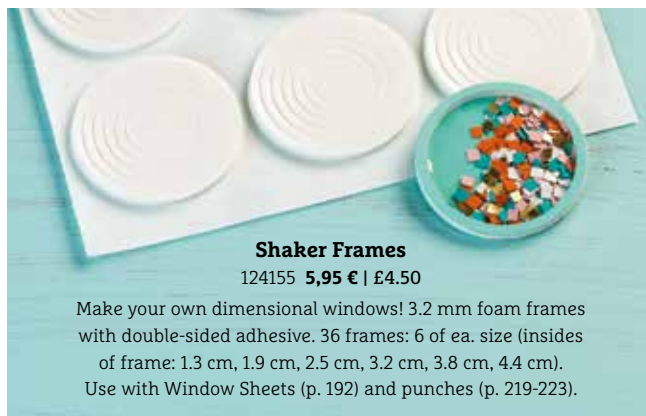 Shaker Frames
124155 5,95 € | £4.50
Make your own dimensional windows! 3.2 mm foam frames
with double-sided adhesive. 36 frames: 6 of ea. size (insides
of frame: 1.3 cm, 1.9 cm, 2.5 cm, 3.2 cm, 3.8 cm, 4.4 cm).
Use with Window Sheets (p. 192) and punches (p. 219-223).